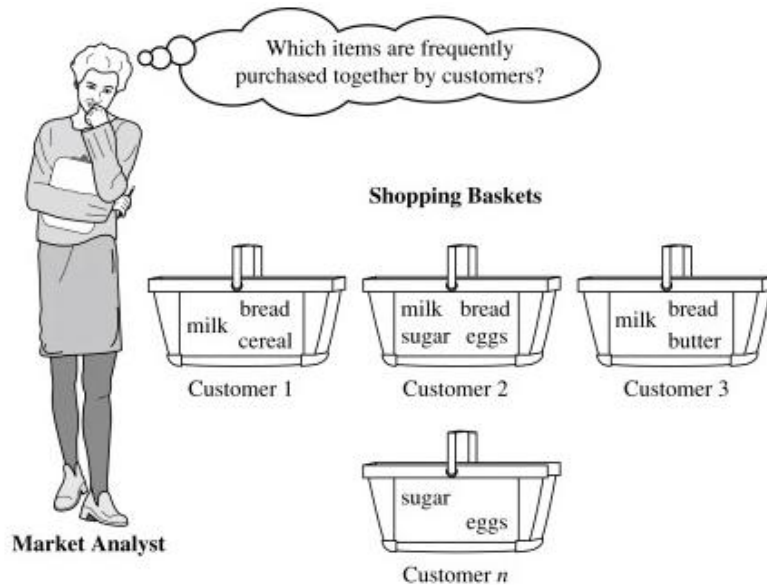 Which items are frequently
purchased together by customers?
Shopping Baskets
milk
bread
cereal
Customer 1
milk bread
sugar eggs
Customer 2
milk
bread
butter
Customer 3
sugar
eggs
Customer n
Market Analyst